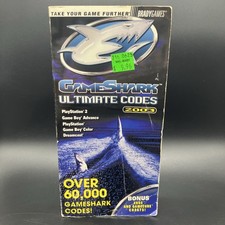 TAKE YOUR GAME FURTHER!
BRADYGAMES
GAMESHARK
ULTIMATE CODES
2003
PlayStation 2
Game Boy Advance
PlayStation
Game Boy Color
Dreamcast
OVER
60,000
GAMESHARK
CODES!
BONUS